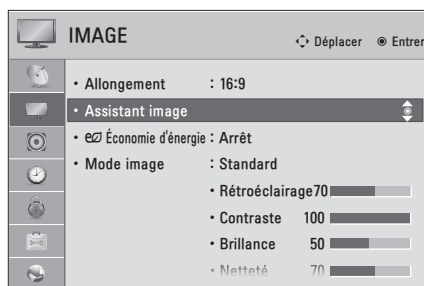 IMAGE Déplacer Entrer
• Allongement : 16:9
• Assistant image
• Économie d'énergie : Arrêt
• Mode image : Standard
• Rétroéclairage 70
• Contraste 100
• Brillance 50
• Netteté 70